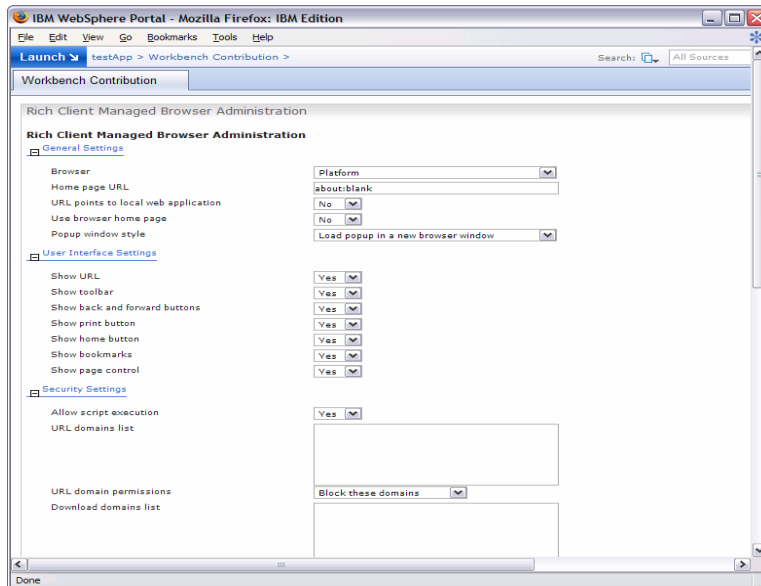 IBM WebSphere Portal - Mozilla Firefox: IBM Edition
File Edit View Go Bookmarks Tools Help
Launch testApp > Workbench Contribution > Search: All Sources
Workbench Contribution
Rich Client Managed Browser Administration
Rich Client Managed Browser Administration
General Settings
Browser Platform
Home page URL about:blank
URL points to local web application No
Use browser home page No
Popup window style Load popup in a new browser window
User Interface Settings
Show URL Yes
Show toolbar Yes
Show back and forward buttons Yes
Show print button Yes
Show home button Yes
Show bookmarks Yes
Show page control Yes
Security Settings
Allow script execution Yes
URL domains list
URL domain permissions Block these domains
Download domains list
Done